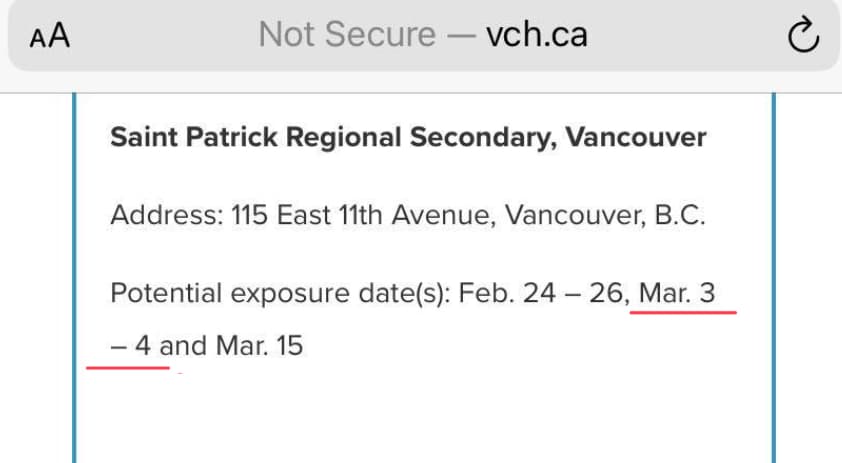 AA Not Secure — vch.ca
Saint Patrick Regional Secondary, Vancouver
Address: 115 East 11th Avenue, Vancouver, B.C.
Potential exposure date(s): Feb. 24 – 26, Mar. 3
– 4 and Mar. 15